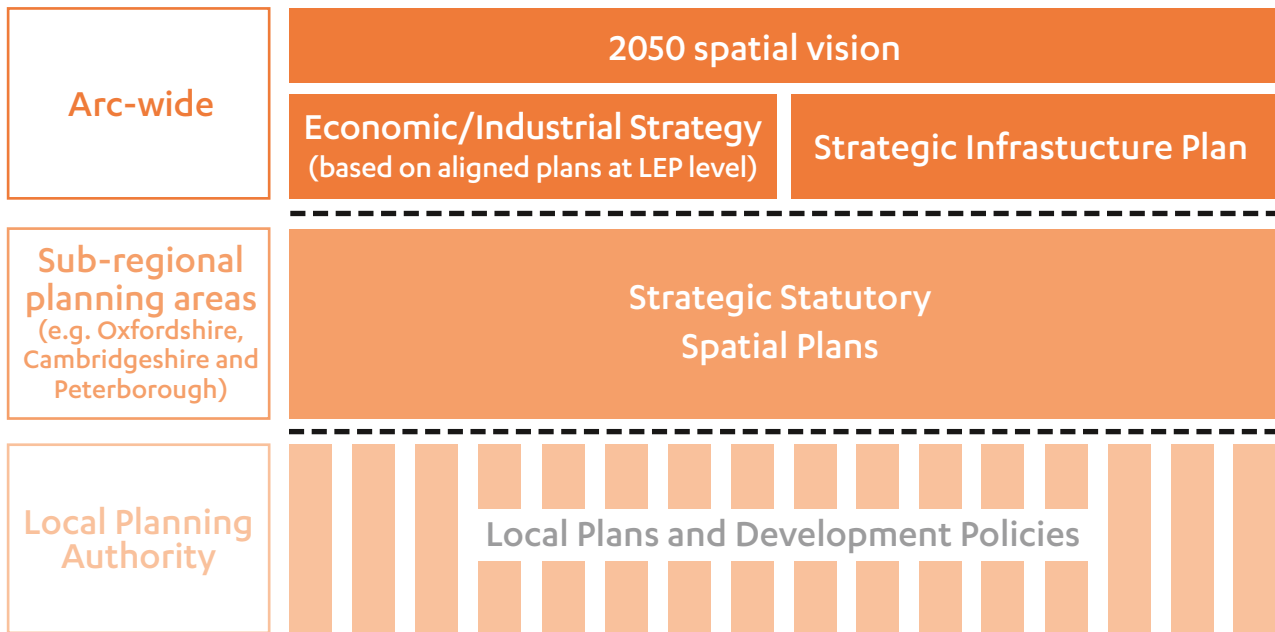 Arc-wide
2050 spatial vision
Economic/Industrial Strategy
(based on aligned plans at LEP level)
Strategic Infrastucture Plan
Sub-regional
planning areas
(e.g. Oxfordshire,
Cambridgeshire and
Peterborough)
Strategic Statutory
Spatial Plans
Local Planning
Authority
Local Plans and Development Policies